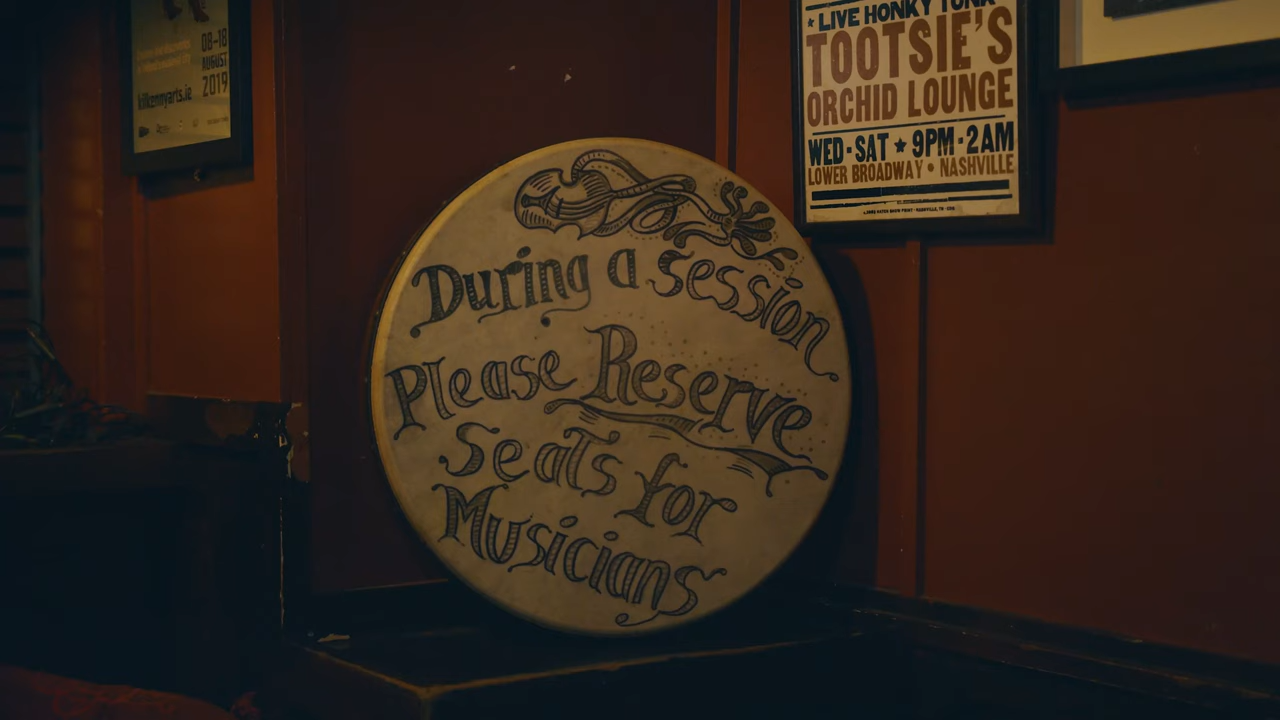 08-18
AUGUST
2019
kilkennyarts.ie
LIVE HONKY TONK
TOOTSIE'S
ORCHID LOUNGE
WED-SAT ★ 9PM-2AM
LOWER BROADWAY • NASHVILLE
During a session
Please Reserve
Seats for
Musicians